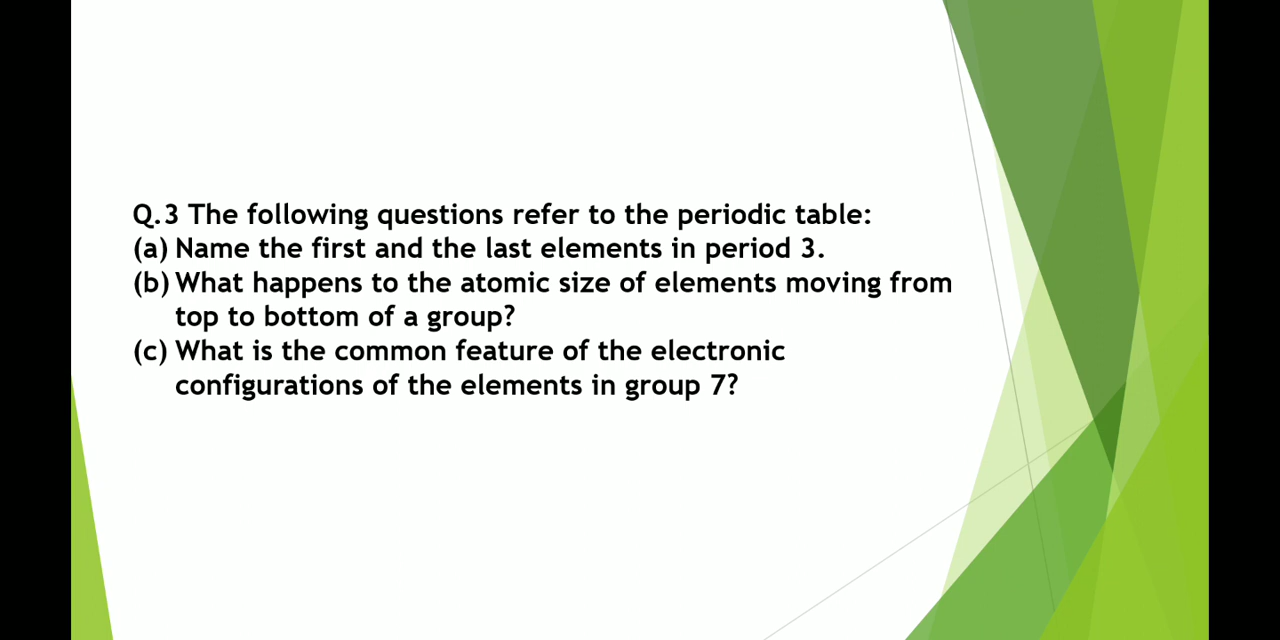 Q.3 The following questions refer to the periodic table:
(a) Name the first and the last elements in period 3.
(b) What happens to the atomic size of elements moving from
top to bottom of a group?
(c) What is the common feature of the electronic
configurations of the elements in group 7?